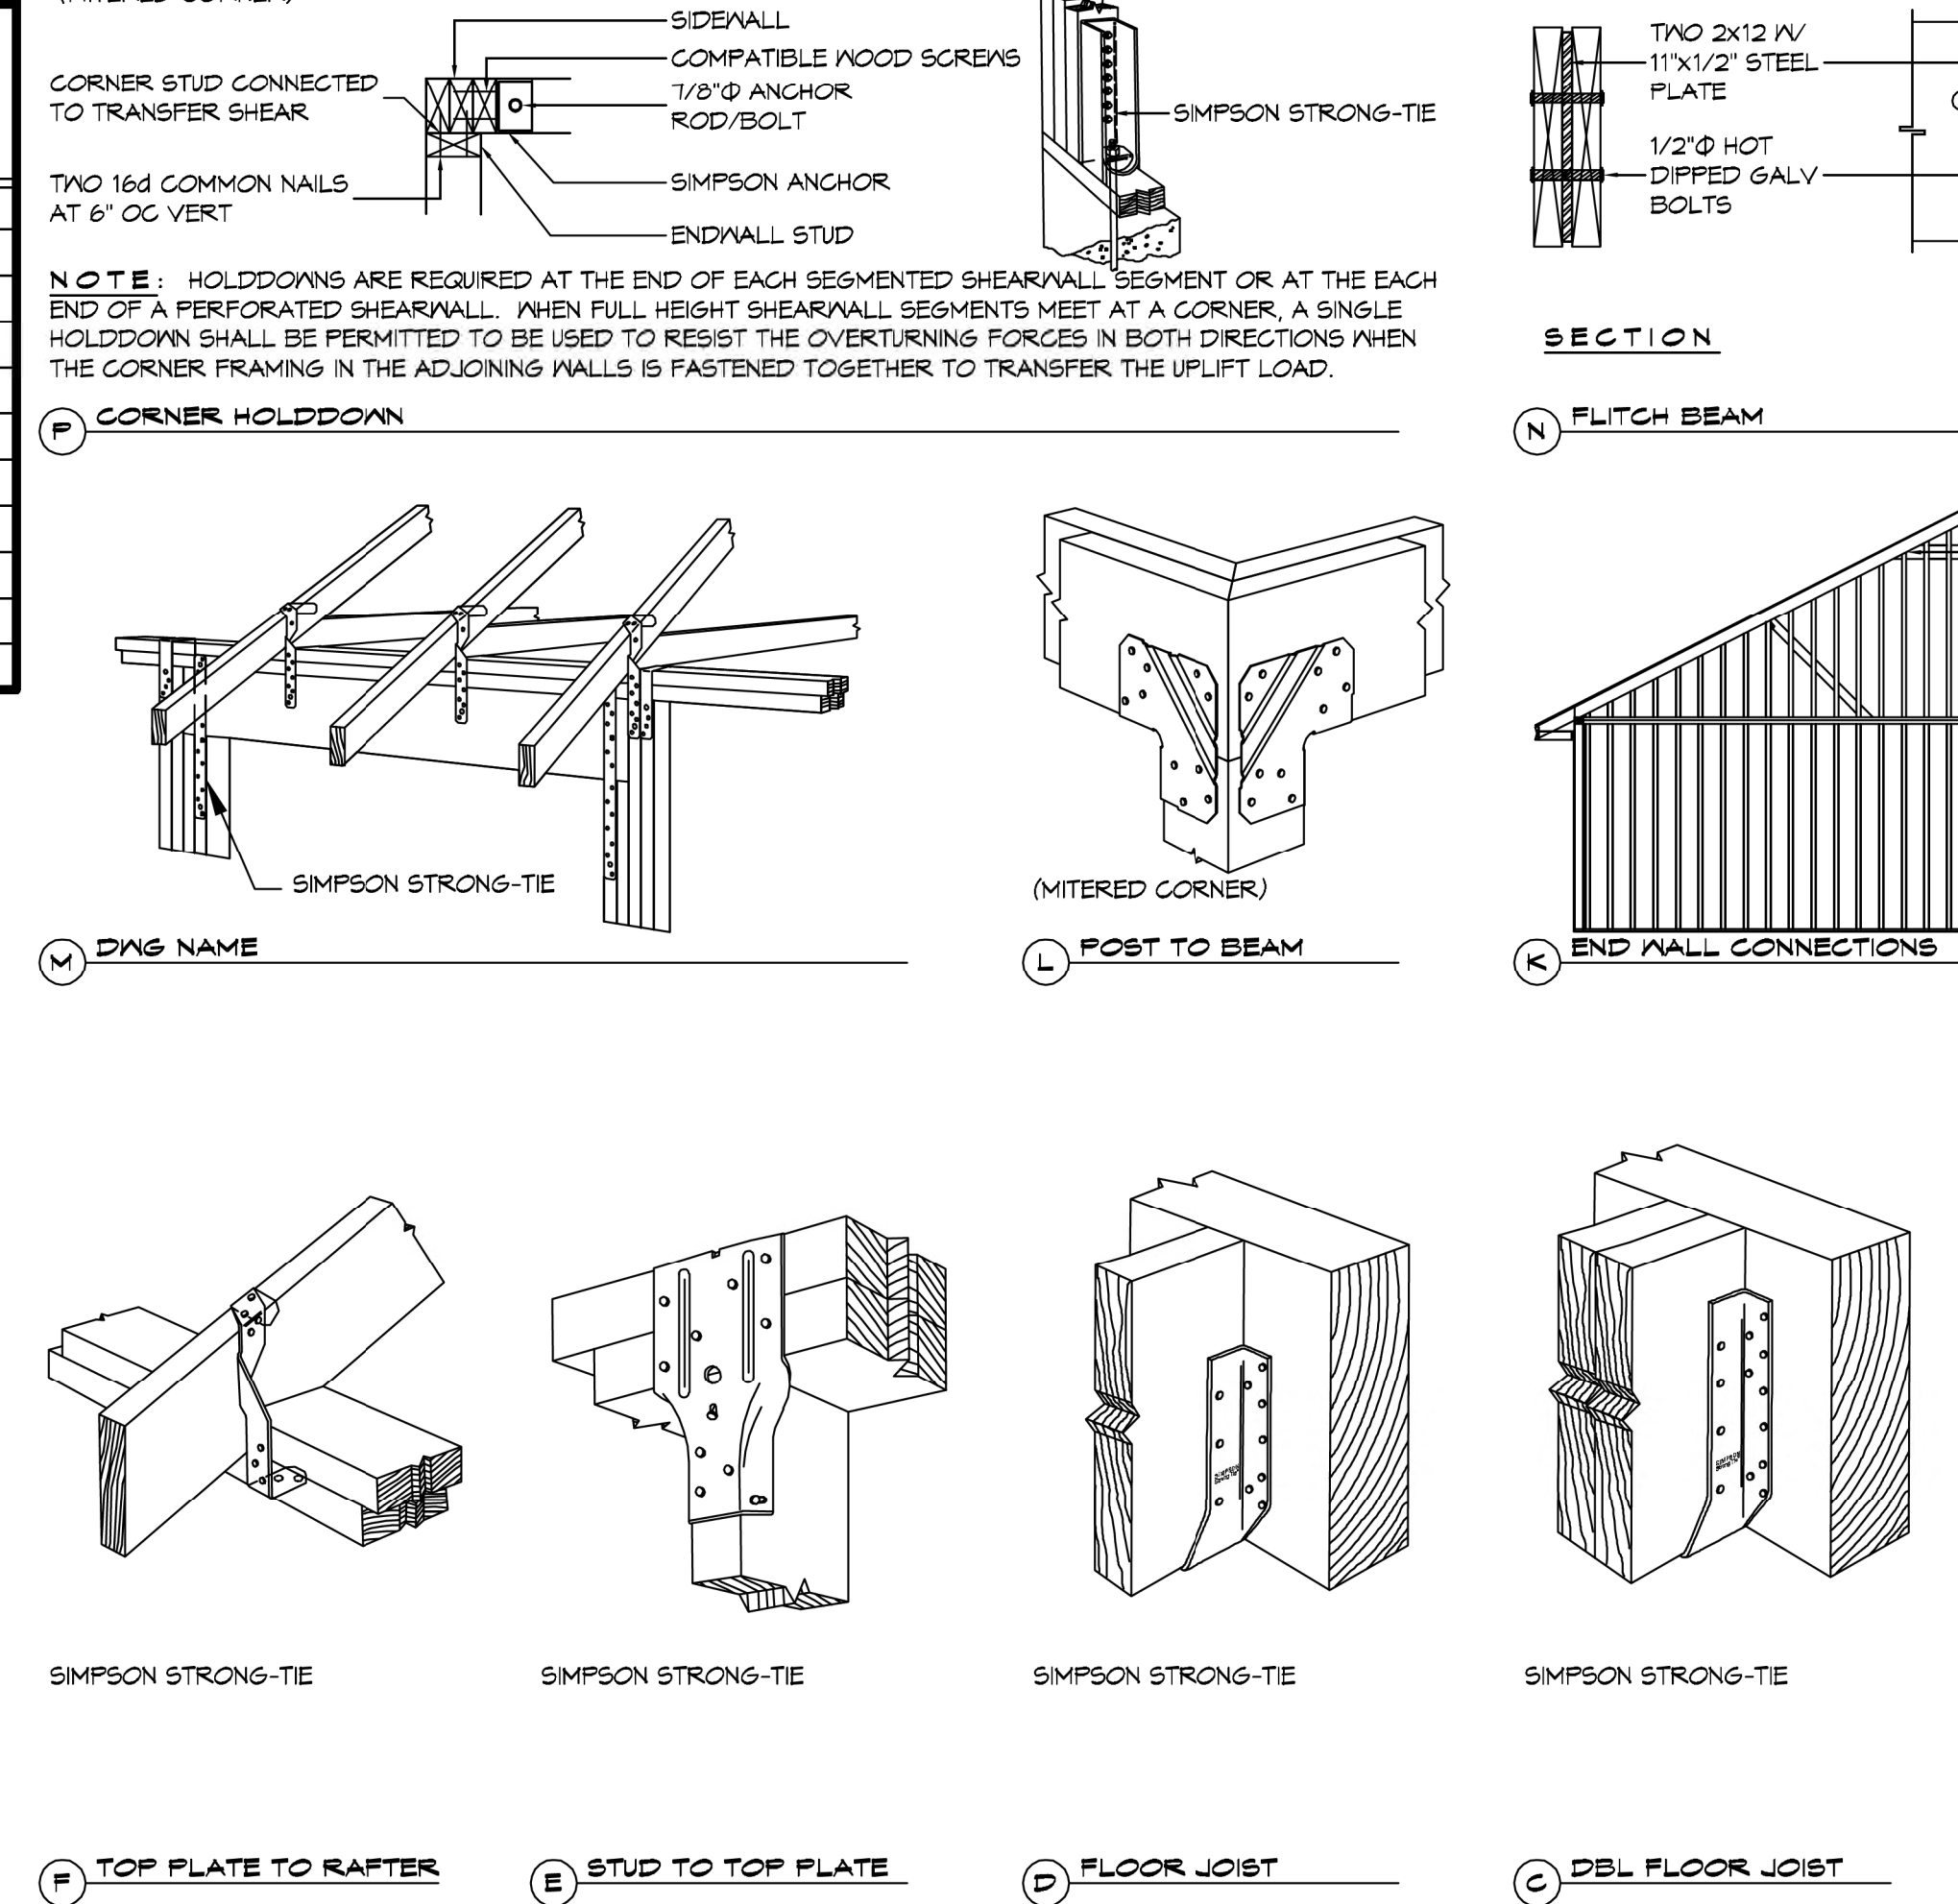 SIDEWALL
COMPATIBLE WOOD SCREWS
7/8"Φ ANCHOR
ROD/BOLT
SIMPSON ANCHOR
ENDWALL STUD
CORNER STUD CONNECTED
TO TRANSFER SHEAR
TWO 16d COMMON NAILS
AT 6" OC VERT
SIMPSON STRONG-TIE
NOTE: HOLDDOWNS ARE REQUIRED AT THE END OF EACH SEGMENTED SHEARWALL SEGMENT OR AT THE EACH
END OF A PERFORATED SHEARWALL. WHEN FULL HEIGHT SHEARWALL SEGMENTS MEET AT A CORNER, A SINGLE
HOLDDOWN SHALL BE PERMITTED TO BE USED TO RESIST THE OVERTURNING FORCES IN BOTH DIRECTIONS WHEN
THE CORNER FRAMING IN THE ADJOINING WALLS IS FASTENED TOGETHER TO TRANSFER THE UPLIFT LOAD.
P CORNER HOLDDOWN
TWO 2x12 W/
11"x1/2" STEEL
PLATE
1/2"Φ HOT
DIPPED GALV
BOLTS
SECTION
N FLITCH BEAM
SIMPSON STRONG-TIE
M DWG NAME
(MITERED CORNER)
L POST TO BEAM
K END WALL CONNECTIONS
SIMPSON STRONG-TIE
F TOP PLATE TO RAFTER
SIMPSON STRONG-TIE
E STUD TO TOP PLATE
SIMPSON
Strong-Tie
SIMPSON STRONG-TIE
D FLOOR JOIST
SIMPSON
Strong-Tie
SIMPSON STRONG-TIE
C DBL FLOOR JOIST